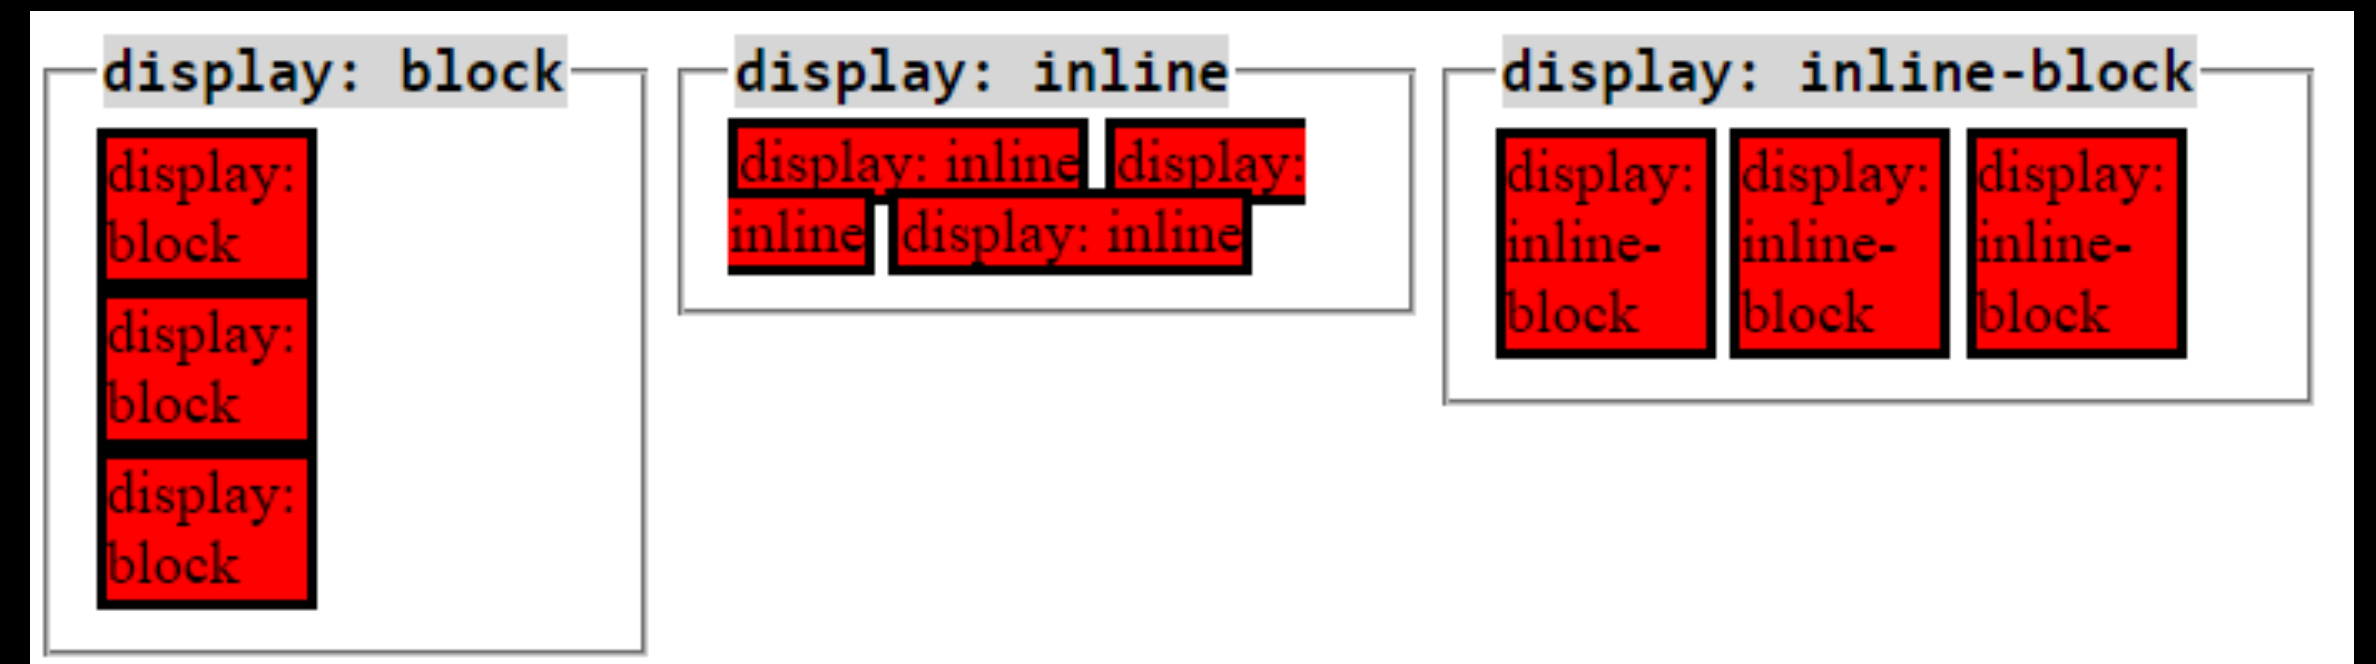 display: block
display:
block
display:
block
display:
block
display: inline
display: inline display:
inline display: inline
display: inline-block
display:
inline-
block
display:
inline-
block
display:
inline-
block